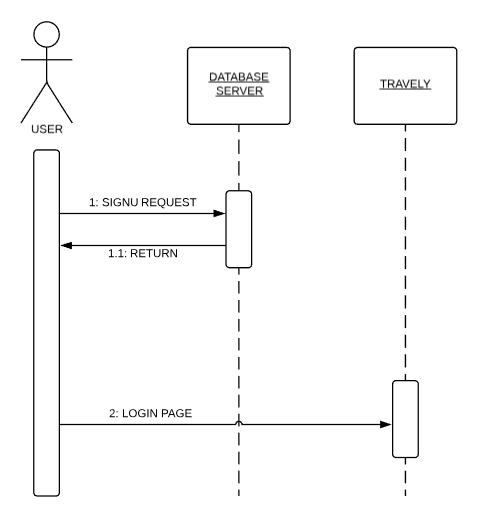 DATABASE
SERVER
TRAVELY
USER
1: SIGNU REQUEST
1.1: RETURN
2: LOGIN PAGE